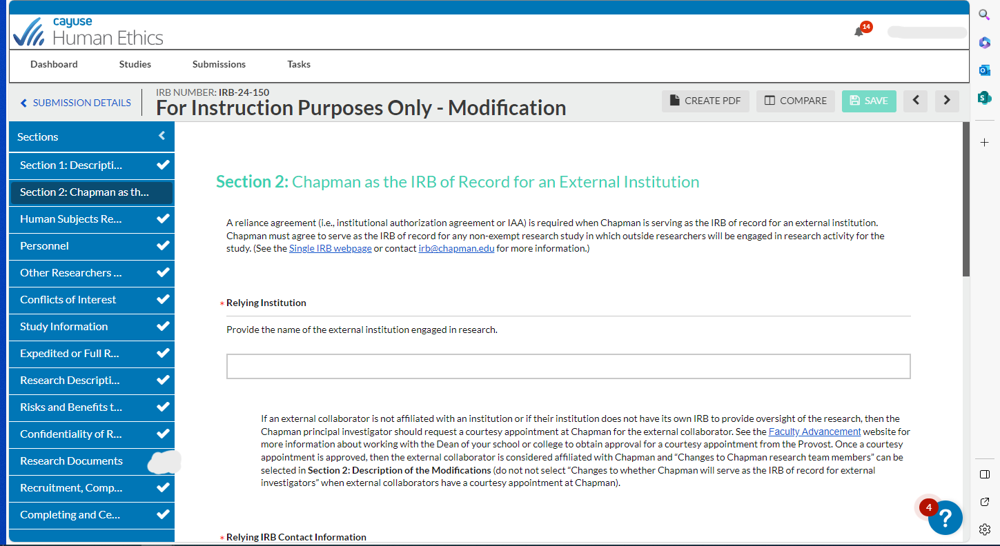 cayuse
Human Ethics
14
Dashboard
Studies
Submissions
Tasks
SUBMISSION DETAILS
IRB NUMBER: IRB-24-150
For Instruction Purposes Only - Modification
CREATE PDF
COMPARE
SAVE
Sections
Section 1: Descripti...
Section 2: Chapman as th...
Human Subjects Re...
Personnel
Other Researchers ...
Conflicts of Interest
Study Information
Expedited or Full R...
Research Descripti...
Risks and Benefits t...
Confidentiality of R...
Research Documents
Recruitment, Comp...
Completing and Ce...
Section 2: Chapman as the IRB of Record for an External Institution
A reliance agreement (i.e., institutional authorization agreement or IAA) is required when Chapman is serving as the IRB of record for an external institution.
Chapman must agree to serve as the IRB of record for any non-exempt research study in which outside researchers will be engaged in research activity for the
study. (See the Single IRB webpage or contact irb@chapman.edu for more information.)
* Relying Institution
Provide the name of the external institution engaged in research.
If an external collaborator is not affiliated with an institution or if their institution does not have its own IRB to provide oversight of the research, then the
Chapman principal investigator should request a courtesy appointment at Chapman for the external collaborator. See the Faculty Advancement website for
more information about working with the Dean of your school or college to obtain approval for a courtesy appointment from the Provost. Once a courtesy
appointment is approved, then the external collaborator is considered affiliated with Chapman and “Changes to Chapman research team members” can be
selected in Section 2: Description of the Modifications (do not not select “Changes to whether Chapman will serve as the IRB of record for external
investigators” when external collaborators have a courtesy appointment at Chapman).
* Relying IRB Contact Information
4
?